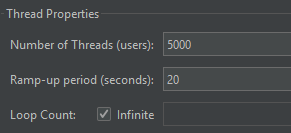 Thread Properties
Number of Threads (users): 5000
Ramp-up period (seconds): 20
Loop Count: Infinite